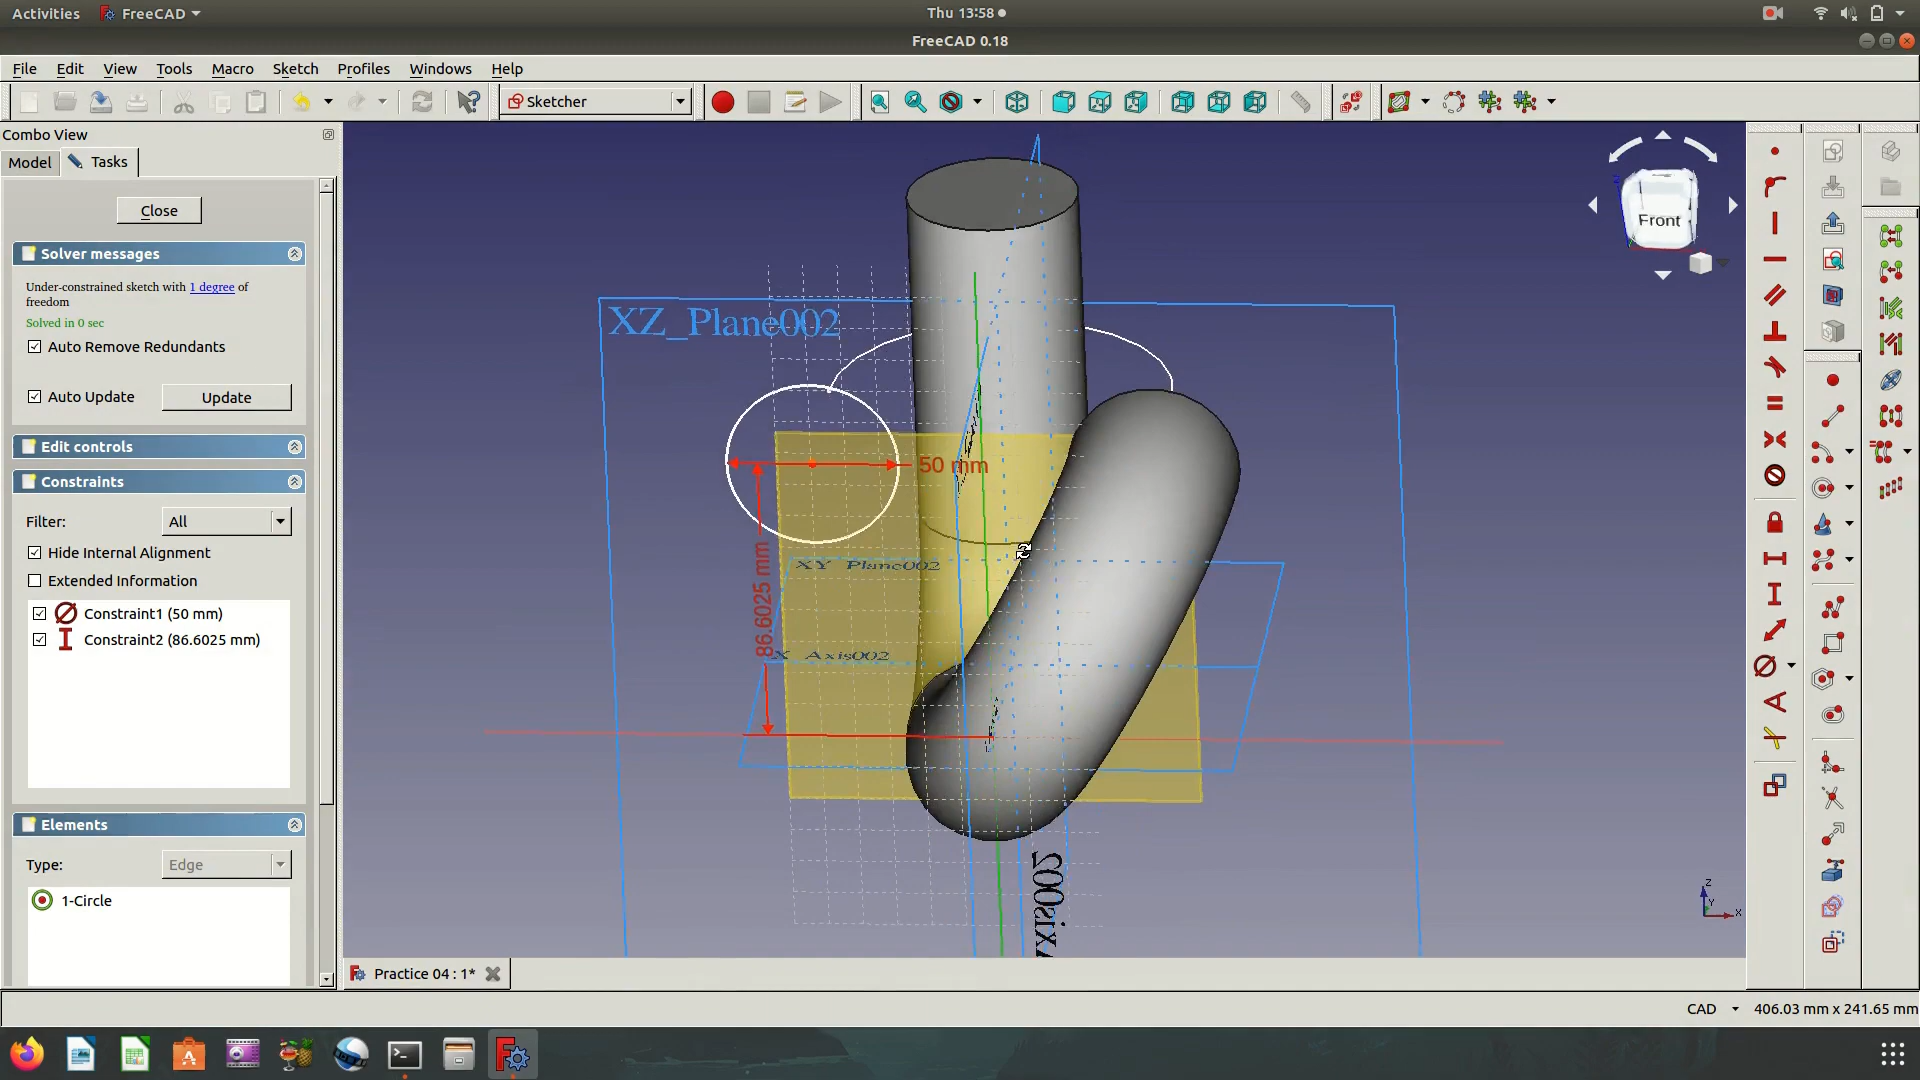 Activities FreeCAD Thu 13:58
FreeCAD 0.18
File Edit View Tools Macro Sketch Profiles Windows Help
Sketcher
Combo View
Model Tasks
Close
Solver messages
Under-constrained sketch with 1 degree of
freedom
Solved in 0 sec
Auto Remove Redundants
Auto Update Update
Edit controls
Constraints
Filter: All
Hide Internal Alignment
Extended Information
Constraint1 (50 mm)
Constraint2 (86.6025 mm)
Elements
Type: Edge
1-Circle
XZ_Plane002
50 mm
86.6025 mm
XY_Plane002
X_Axis002
Front
Z
Y
X
Practice 04 : 1*
CAD 406.03 mm x 241.65 mm